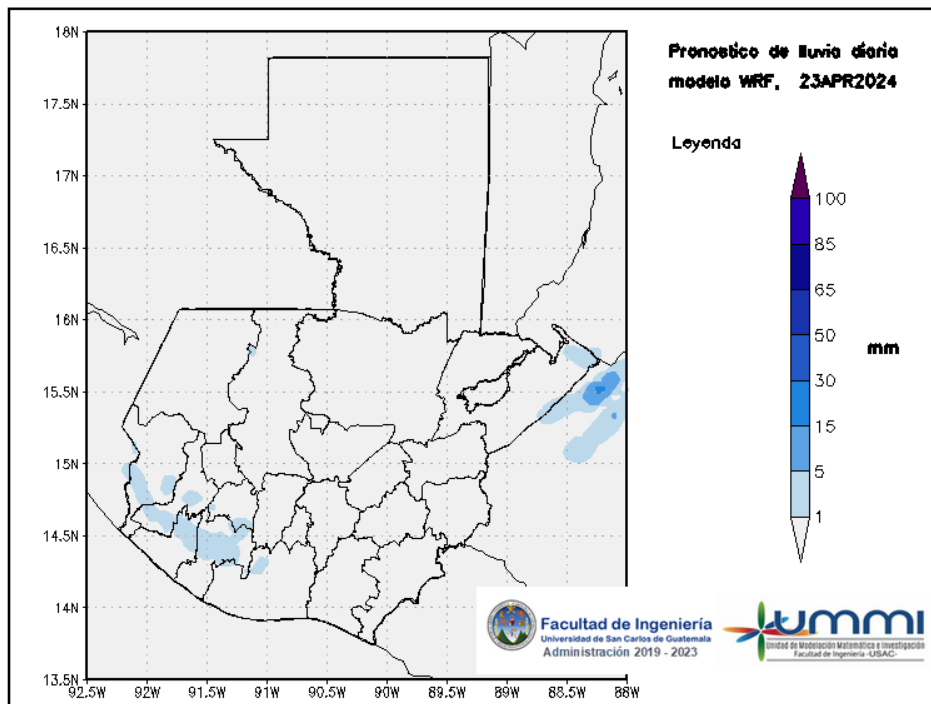 Pronostico de lluvia diaria
modelo WRF, 23APR2024
Leyenda
100
85
65
50
30
15
5
1
mm
18N
17.5N
17N
16.5N
16N
15.5N
15N
14.5N
14N
13.5N
92.5W 92W 91.5W 91W 90.5W 90W 89.5W 89W 88.5W 88W
Facultad de Ingeniería
Universidad de San Carlos de Guatemala
Administración 2019 - 2023
ummi
Unidad de Modelación Matemática e Investigación
Facultad de Ingeniería -USAC-